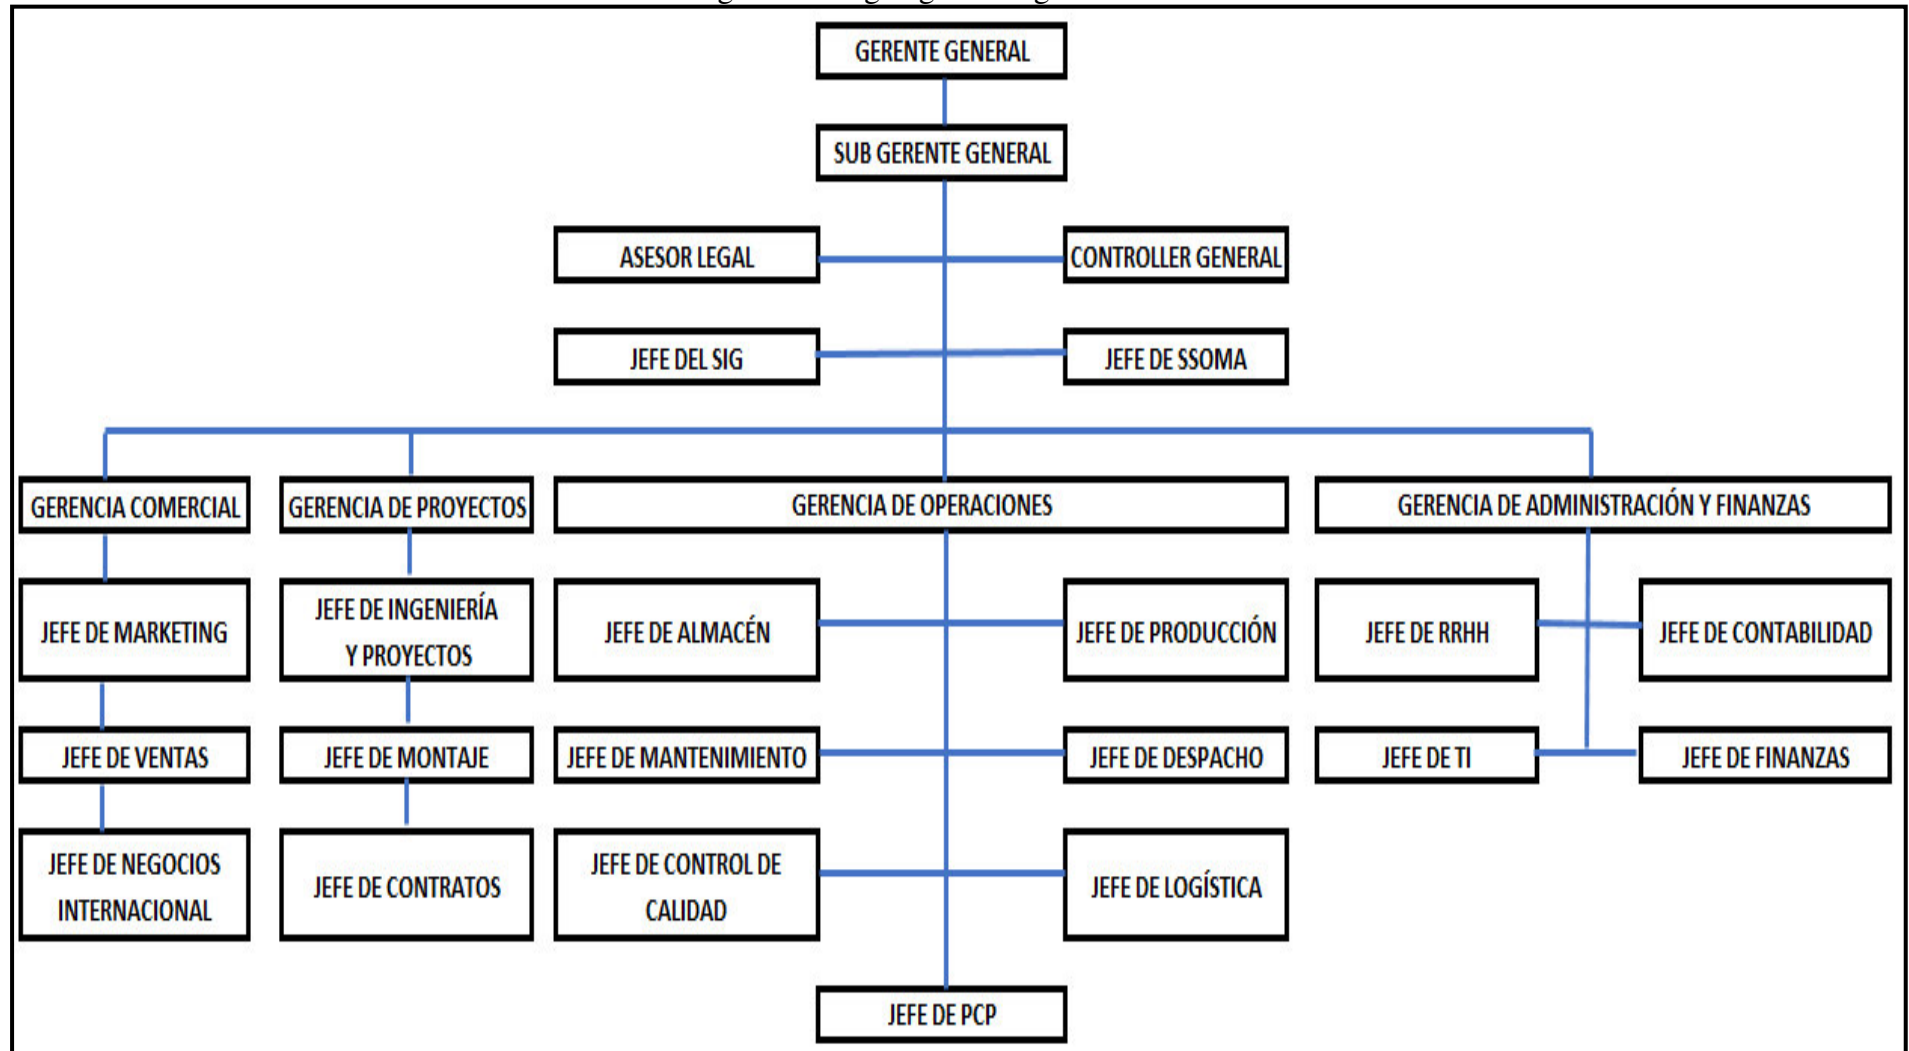 GERENTE GENERAL
SUB GERENTE GENERAL
ASESOR LEGAL
CONTROLLER GENERAL
JEFE DEL SIG
JEFE DE SSOMA
GERENCIA COMERCIAL
GERENCIA DE PROYECTOS
GERENCIA DE OPERACIONES
GERENCIA DE ADMINISTRACIÓN Y FINANZAS
JEFE DE MARKETING
JEFE DE INGENIERÍA
Y PROYECTOS
JEFE DE ALMACÉN
JEFE DE PRODUCCIÓN
JEFE DE RRHH
JEFE DE CONTABILIDAD
JEFE DE VENTAS
JEFE DE MONTAJE
JEFE DE MANTENIMIENTO
JEFE DE DESPACHO
JEFE DE TI
JEFE DE FINANZAS
JEFE DE NEGOCIOS
INTERNACIONAL
JEFE DE CONTRATOS
JEFE DE CONTROL DE
CALIDAD
JEFE DE LOGÍSTICA
JEFE DE PCP